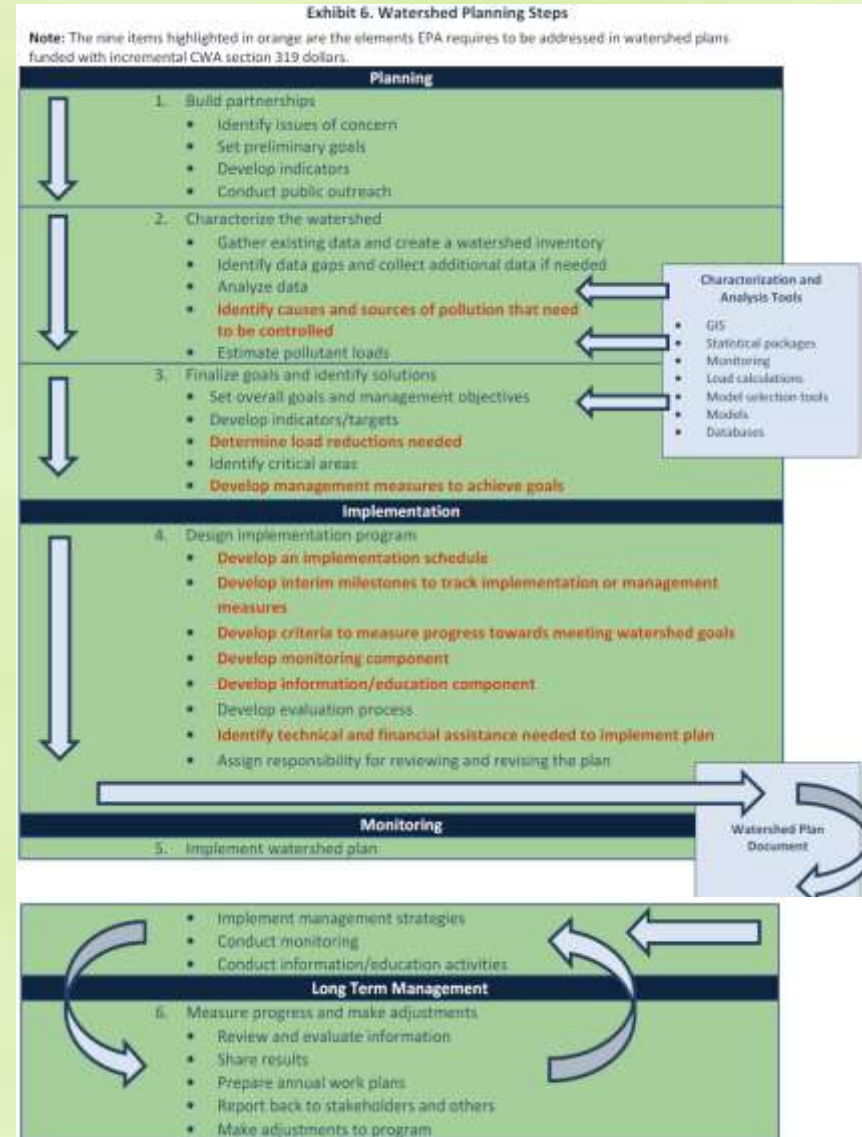 Exhibit 6. Watershed Planning Steps
Note: The nine items highlighted in orange are the elements EPA requires to be addressed in watershed plans
funded with incremental CWA section 319 dollars.
Planning
1. Build partnerships
• Identify issues of concern
• Set preliminary goals
• Develop indicators
• Conduct public outreach
2. Characterize the watershed
• Gather existing data and create a watershed inventory
• Identify data gaps and collect additional data if needed
• Analyze data
• Identify causes and sources of pollution that need
to be controlled
• Estimate pollutant loads
Characterization and
Analysis Tools
• GIS
• Statistical packages
• Monitoring
• Load calculations
• Model selection tools
• Models
• Databases
3. Finalize goals and identify solutions
• Set overall goals and management objectives
• Develop indicators/targets
• Determine load reductions needed
• Identify critical areas
• Develop management measures to achieve goals
Implementation
4. Design implementation program
• Develop an implementation schedule
• Develop interim milestones to track implementation or management
measures
• Develop criteria to measure progress towards meeting watershed goals
• Develop monitoring component
• Develop information/education component
• Develop evaluation process
• Identify technical and financial assistance needed to implement plan
• Assign responsibility for reviewing and revising the plan
Watershed Plan
Document
Monitoring
5. Implement watershed plan
• Implement management strategies
• Conduct monitoring
• Conduct information/education activities
Long Term Management
6. Measure progress and make adjustments
• Review and evaluate information
• Share results
• Prepare annual work plans
• Report back to stakeholders and others
• Make adjustments to program